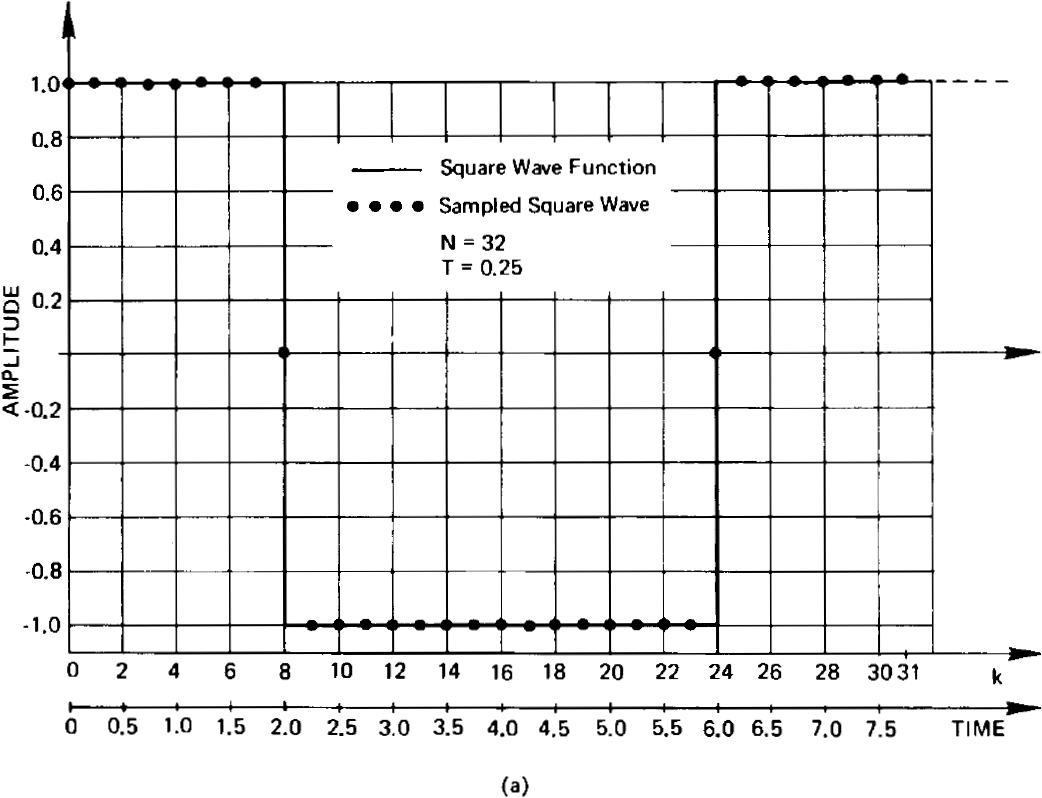 1.0
0.8
0.6
0.4
0.2
-0.2
-0.4
-0.6
-0.8
-1.0
AMPLITUDE
Square Wave Function
Sampled Square Wave
N = 32
T = 0.25
0 2 4 6 8 10 12 14 16 18 20 22 24 26 28 30 31 k
0 0.5 1.0 1.5 2.0 2.5 3.0 3.5 4.0 4.5 5.0 5.5 6.0 6.5 7.0 7.5 TIME
(a)